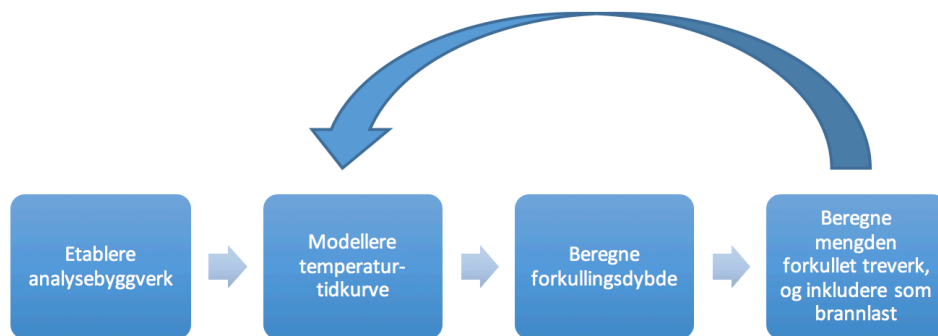 Etablere
analysebyggverk
Modellere
temperatur-
tidkurve
Beregne
forkullingsdybde
Beregne
mengden
forkullet treverk,
og inkludere som
brannlast